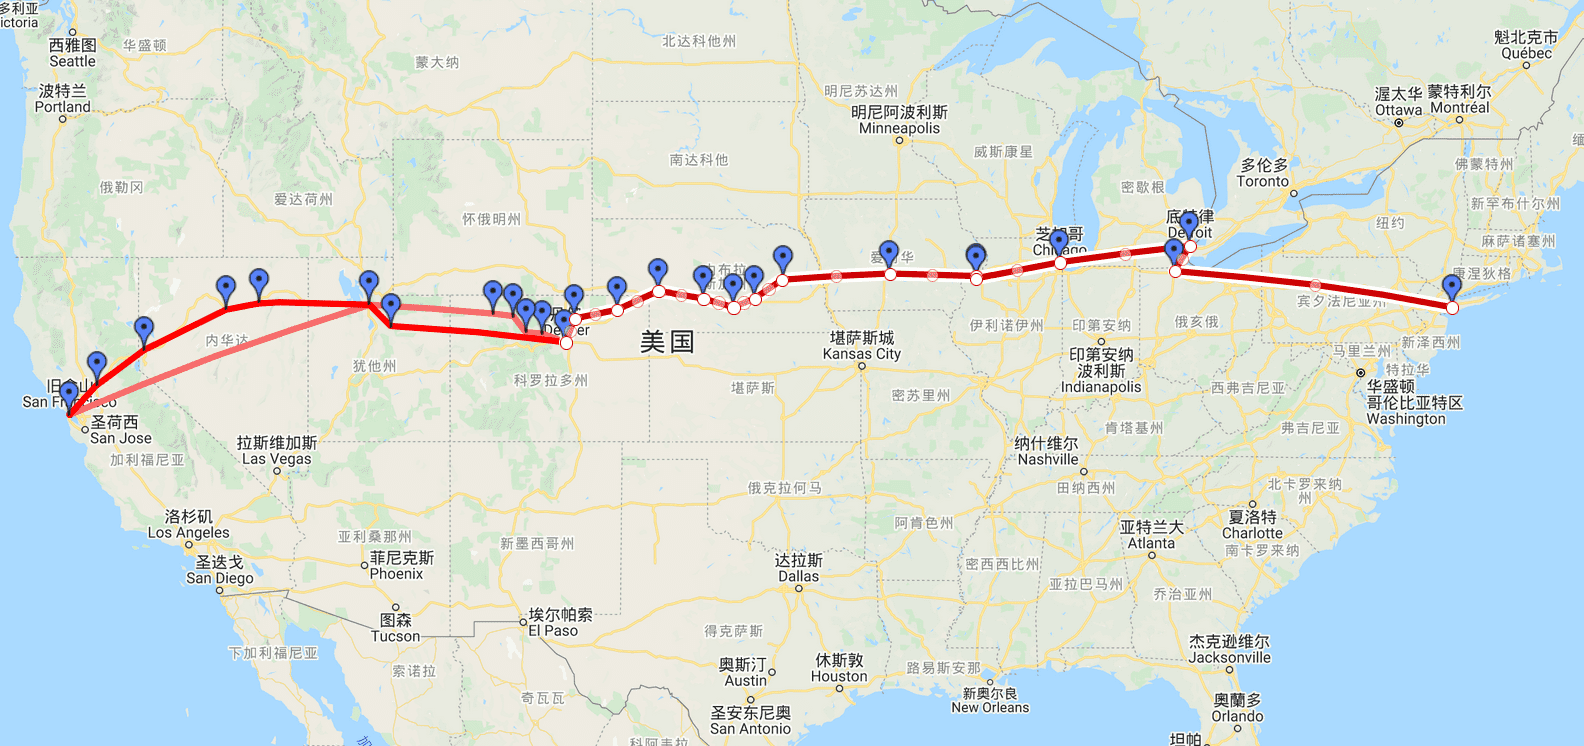 多利亚
ictoria
西雅图
Seattle
华盛顿
波特兰
Portland
蒙大纳
北达科他州
明尼苏达州
明尼阿波利斯
Minneapolis
魁北克市
Québec
渥太华
Ottawa
蒙特利尔
Montréal
缅
俄勒冈
爱达荷州
怀俄明州
南达科他
威斯康星
密歇根
多伦多
Toronto
佛蒙特州
新罕布什尔州
纽约
麻萨诸塞州
康涅狄格
底特律
Detroit
芝加哥
Chicago
宾夕法尼亚州
新泽西州
内华达
犹他州
Denver
科罗拉多州
美国
堪萨斯城
Kansas City
堪萨斯
密苏里州
伊利诺伊州
印第安纳
俄亥俄
印第安纳
波利斯
Indianapolis
马里兰州
特拉华
华盛顿
哥伦比亚特区
Washington
西弗吉尼亚
弗吉尼亚
肯塔基州
旧金山
San Francisco
圣荷西
San Jose
加利福尼亚
拉斯维加斯
Las Vegas
洛杉矶
Los Angeles
圣迭戈
San Diego
亚利桑那州
菲尼克斯
Phoenix
图森
Tucson
新墨西哥州
埃尔帕索
El Paso
俄克拉何马
阿肯色州
纳什维尔
Nashville
田纳西州
北卡罗来纳
州
夏洛特
Charlotte
南卡罗来纳
亚特兰大
Atlanta
达拉斯
Dallas
密西西比州
亚拉巴马州
乔治亚州
得克萨斯
下加利福尼亚
索诺拉
奇瓦瓦
奥斯汀
Austin
休斯敦
Houston
路易斯安那
新奥尔良
New Orleans
圣安东尼奥
San Antonio
杰克逊维尔
Jacksonville
奧蘭多
Orlando
坦帕
科阿韦拉